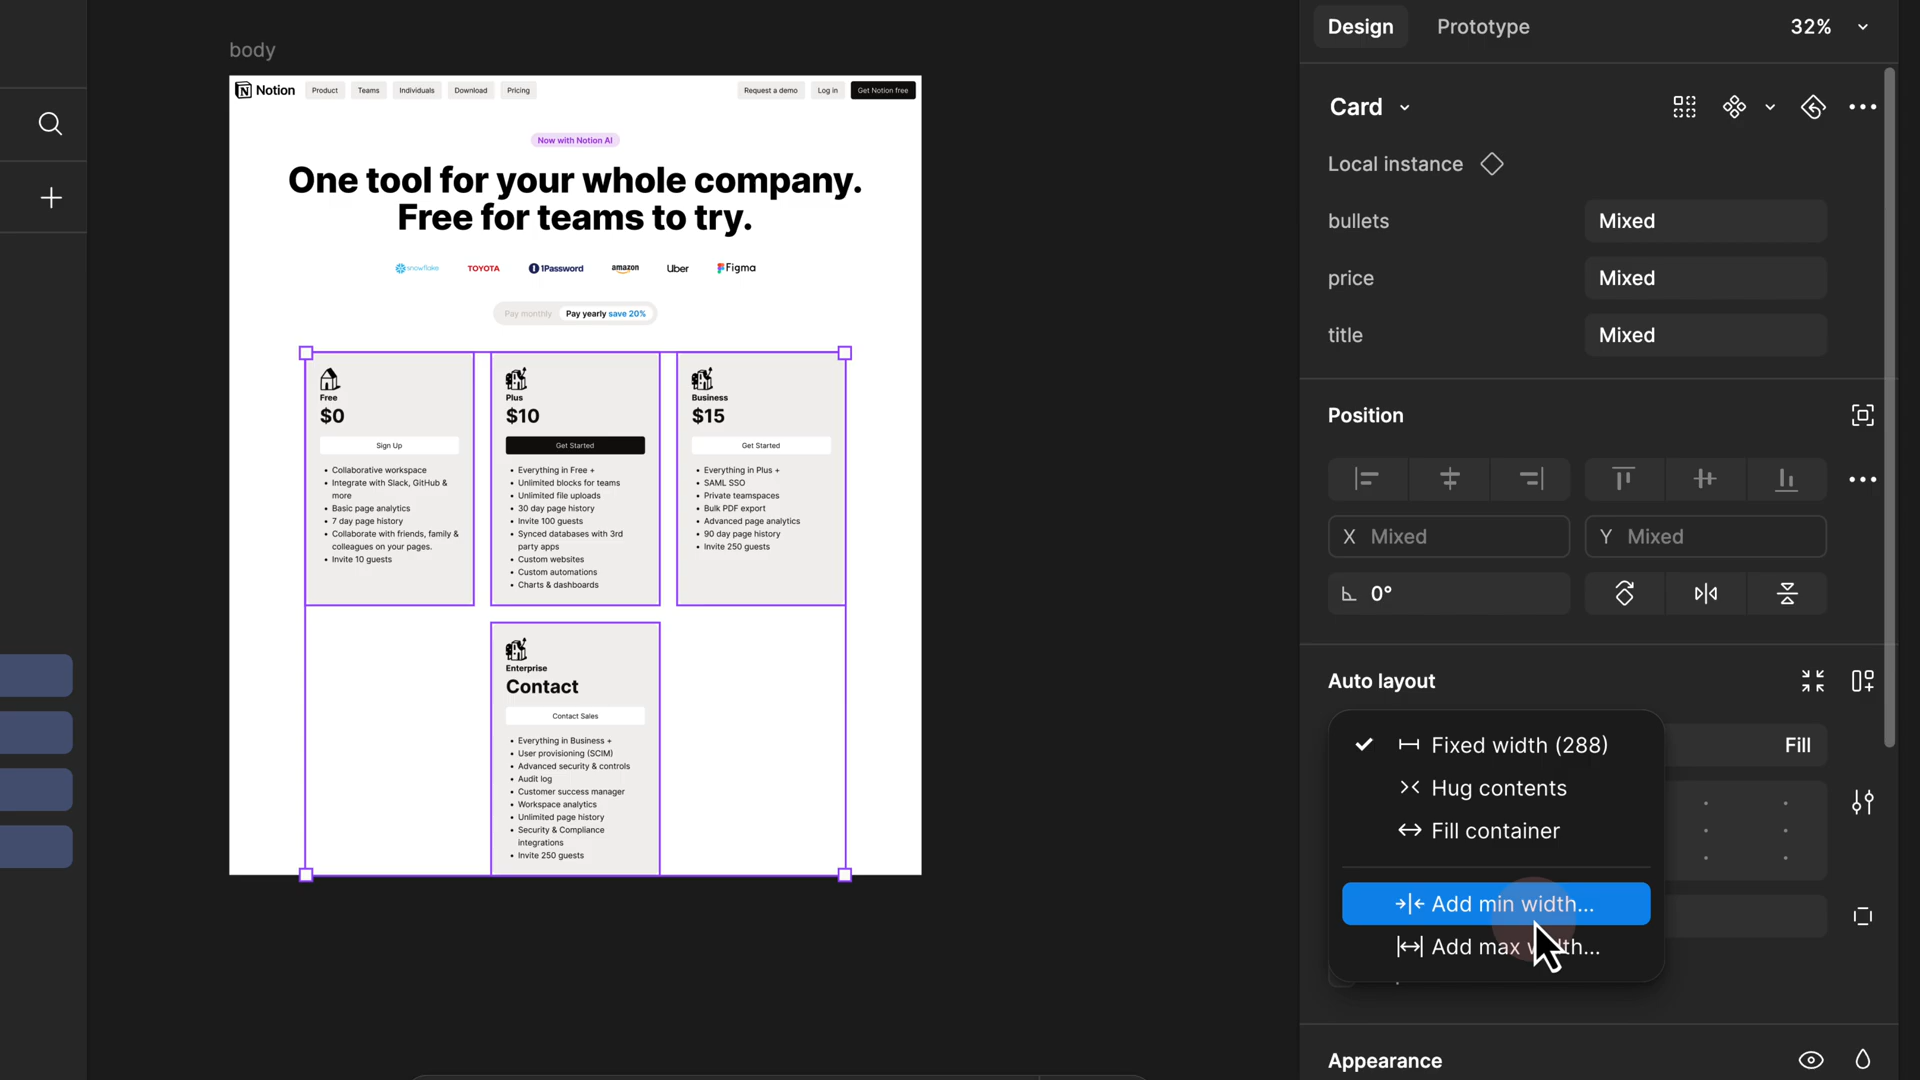 body
Notion
Product
Teams
Individuals
Download
Pricing
Request a demo
Log in
Get Notion free
Now with Notion AI
One tool for your whole company.
Free for teams to try.
snowflake
TOYOTA
1Password
amazon
Uber
Figma
Pay monthly
Pay yearly save 20%
Free
$0
Sign Up
• Collaborative workspace
• Integrate with Slack, GitHub &
more
• Basic page analytics
• 7 day page history
• Collaborate with friends, family &
colleagues on your pages.
• Invite 10 guests
Plus
$10
Get Started
• Everything in Free +
• Unlimited blocks for teams
• Unlimited file uploads
• 30 day page history
• Invite 100 guests
• Synced databases with 3rd
party apps
• Custom websites
• Custom automations
• Charts & dashboards
Business
$15
Get Started
• Everything in Plus +
• SAML SSO
• Private teamspaces
• Bulk PDF export
• Advanced page analytics
• 90 day page history
• Invite 250 guests
Enterprise
Contact
Contact Sales
• Everything in Business +
• User provisioning (SCIM)
• Advanced security & controls
• Audit log
• Customer success manager
• Workspace analytics
• Unlimited page history
• Security & Compliance
integrations
• Invite 250 guests
Design
Prototype
32%
Card
Local instance
bullets
Mixed
price
Mixed
title
Mixed
Position
X Mixed
Y Mixed
0°
Auto layout
Fixed width (288)
Fill
Hug contents
Fill container
Add min width...
Add max width...
Appearance